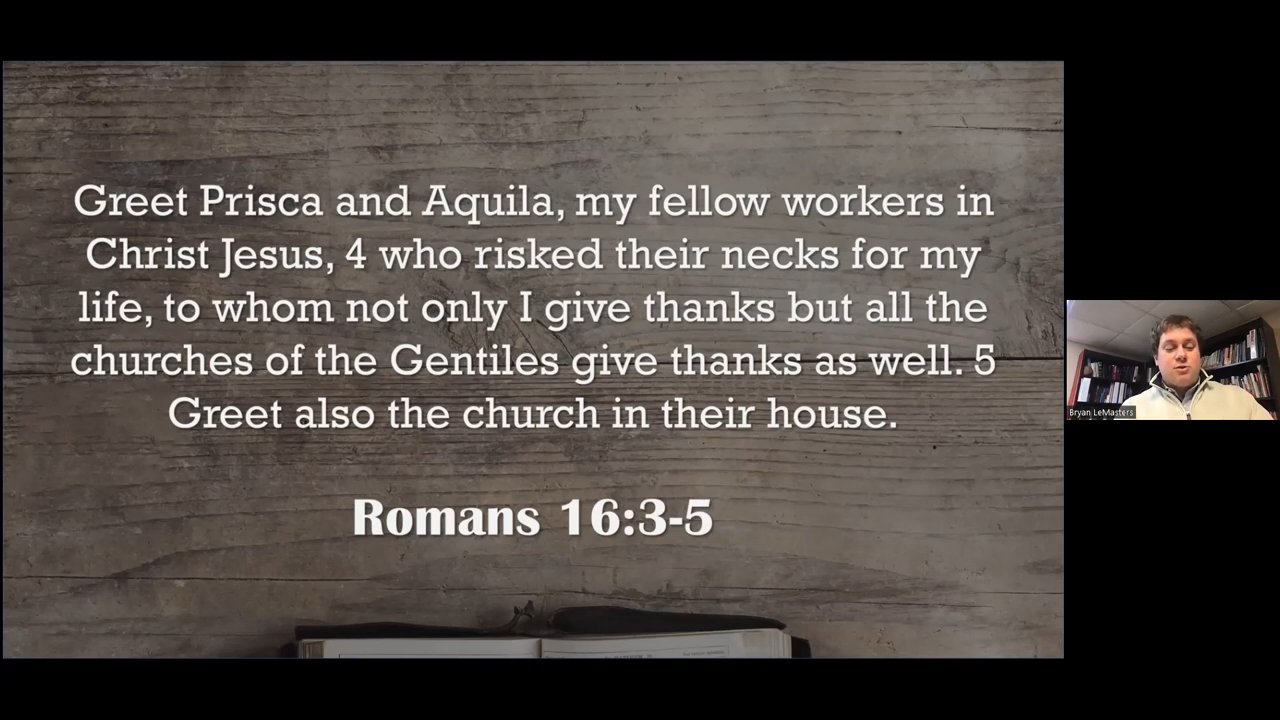 Greet Prisca and Aquila, my fellow workers in
Christ Jesus, 4 who risked their necks for my
life, to whom not only I give thanks but all the
churches of the Gentiles give thanks as well. 5
Greet also the church in their house.
Romans 16:3-5
Bryan LeMasters